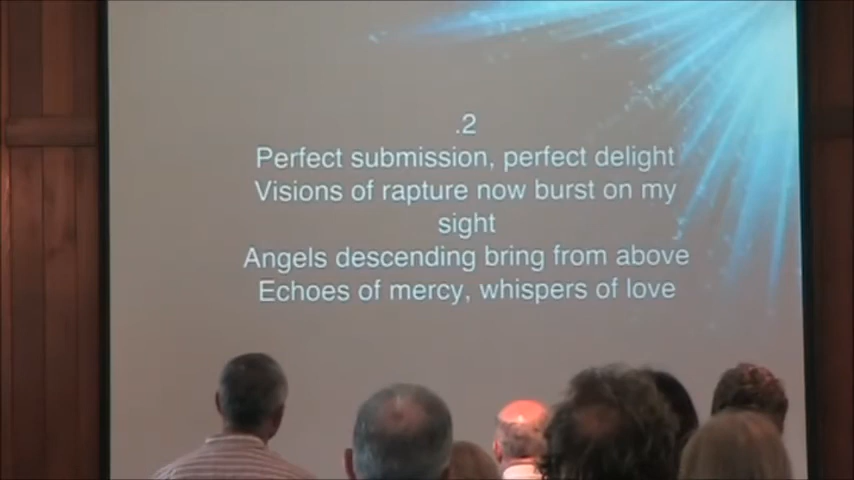 .2
Perfect submission, perfect delight
Visions of rapture now burst on my
sight
Angels descending bring from above
Echoes of mercy, whispers of love